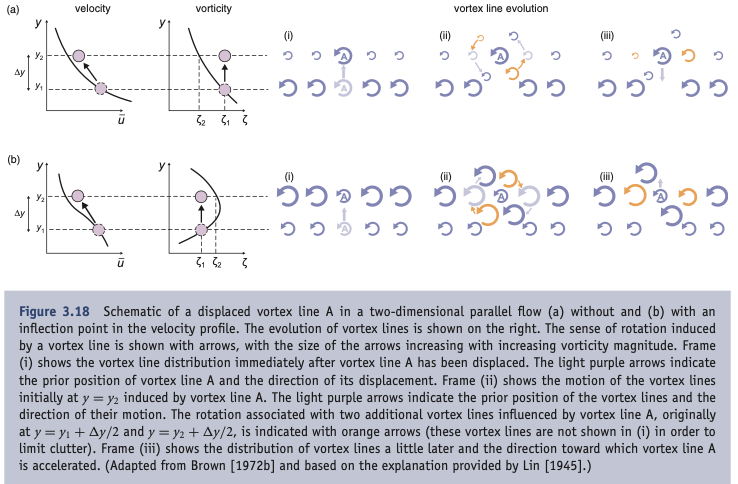 (a) velocity vorticity vortex line evolution
y y (i) (ii) (iii)
y₂ A A A
Δy
y₁ A
ū ζ₂ ζ₁ ζ
(b) y y (i) (ii) (iii)
y₂ A A A
Δy
y₁ A
ū ζ₁ ζ₂ ζ
Figure 3.18 Schematic of a displaced vortex line A in a two-dimensional parallel flow (a) without and (b) with an
inflection point in the velocity profile. The evolution of vortex lines is shown on the right. The sense of rotation induced
by a vortex line is shown with arrows, with the size of the arrows increasing with increasing vorticity magnitude. Frame
(i) shows the vortex line distribution immediately after vortex line A has been displaced. The light purple arrows indicate
the prior position of vortex line A and the direction of its displacement. Frame (ii) shows the motion of the vortex lines
initially at y = y₂ induced by vortex line A. The light purple arrows indicate the prior position of the vortex lines and the
direction of their motion. The rotation associated with two additional vortex lines influenced by vortex line A, originally
at y = y₁ + Δy/2 and y = y₂ + Δy/2, is indicated with orange arrows (these vortex lines are not shown in (i) in order to
limit clutter). Frame (iii) shows the distribution of vortex lines a little later and the direction toward which vortex line A
is accelerated. (Adapted from Brown [1972b] and based on the explanation provided by Lin [1945].)